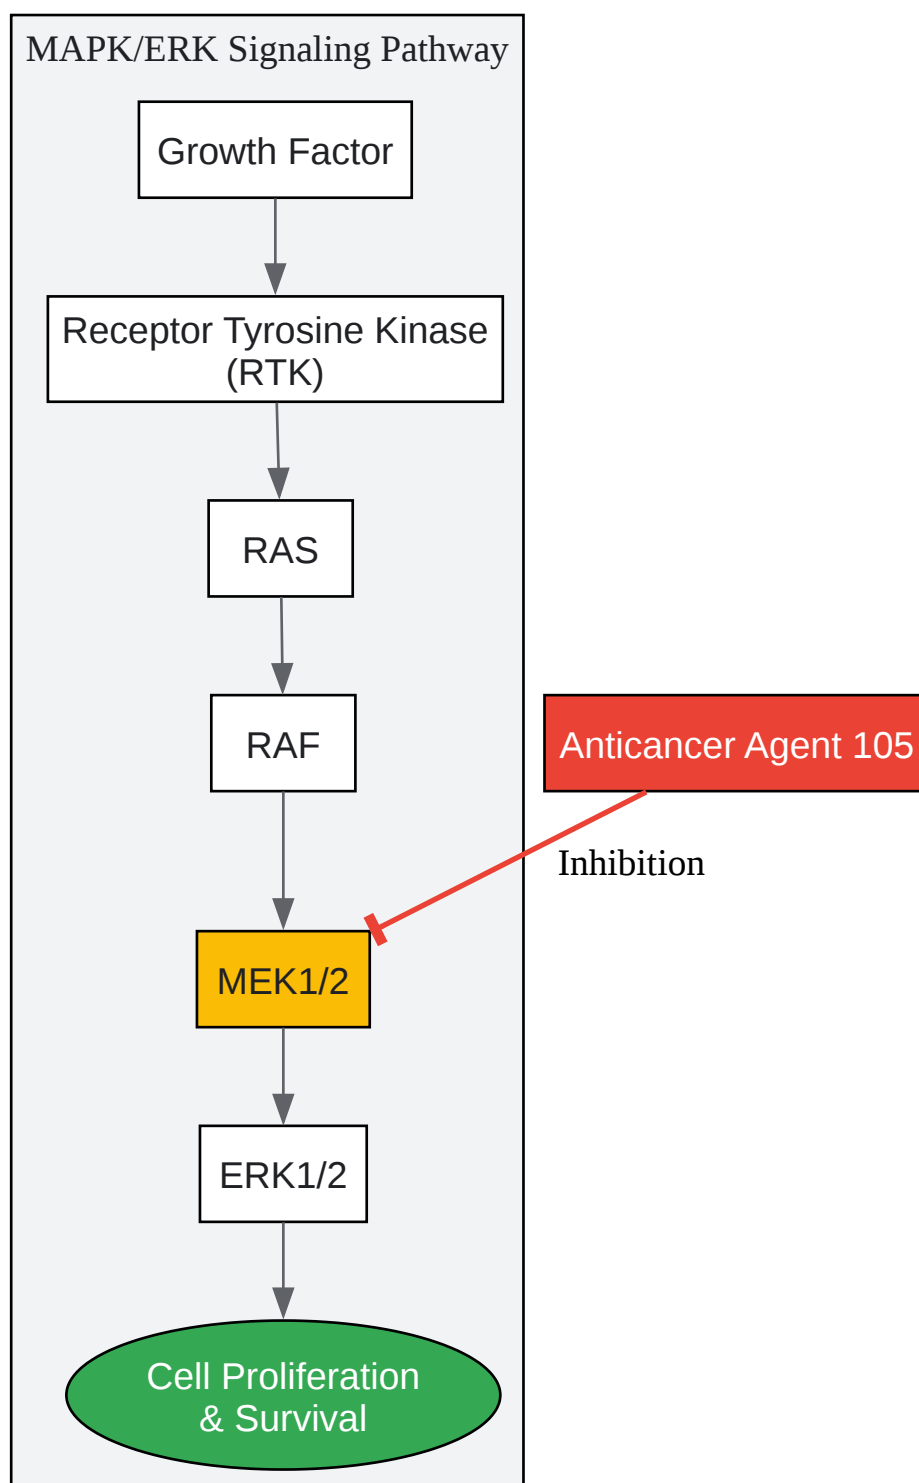 MAPK/ERK Signaling Pathway
Growth Factor
Receptor Tyrosine Kinase
(RTK)
RAS
RAF
Anticancer Agent 105
Inhibition
MEK1/2
ERK1/2
Cell Proliferation
& Survival